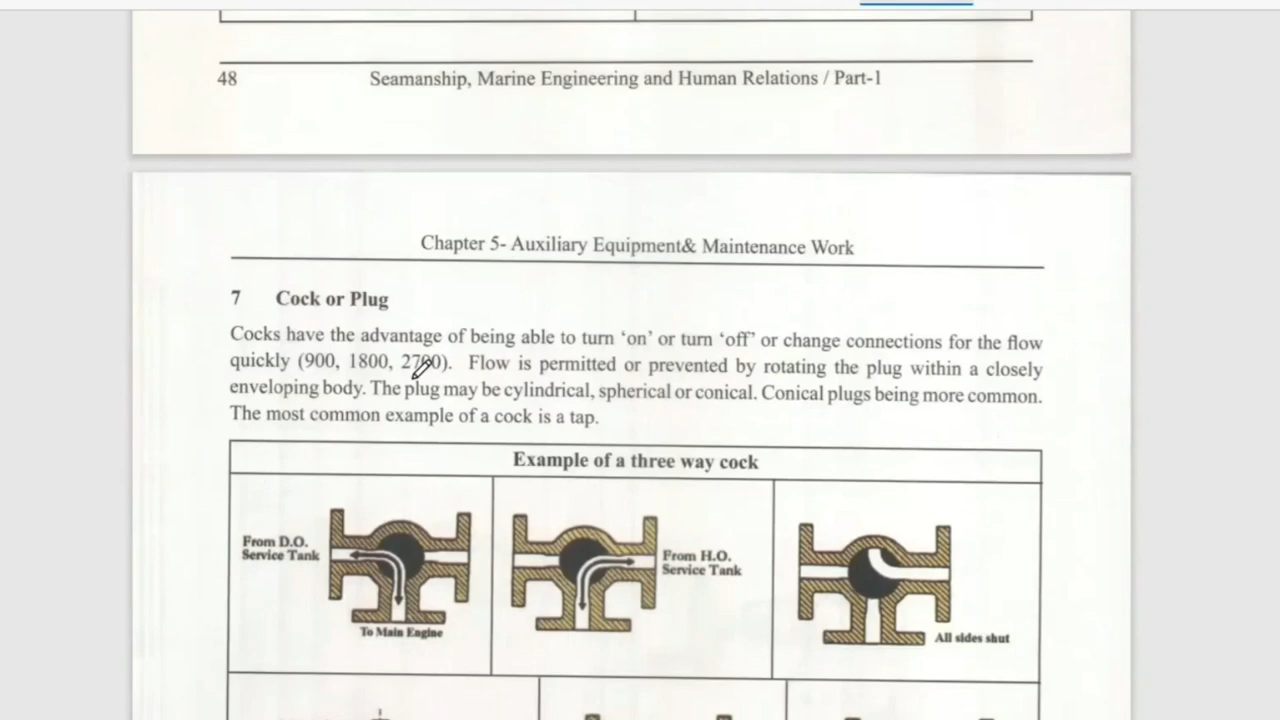 48 Seamanship, Marine Engineering and Human Relations / Part-1
Chapter 5- Auxiliary Equipment& Maintenance Work
7 Cock or Plug
Cocks have the advantage of being able to turn ‘on’ or turn ‘off’ or change connections for the flow
quickly (900, 1800, 2700). Flow is permitted or prevented by rotating the plug within a closely
enveloping body. The plug may be cylindrical, spherical or conical. Conical plugs being more common.
The most common example of a cock is a tap.
Example of a three way cock
From D.O.
Service Tank
To Main Engine
From H.O.
Service Tank
All sides shut